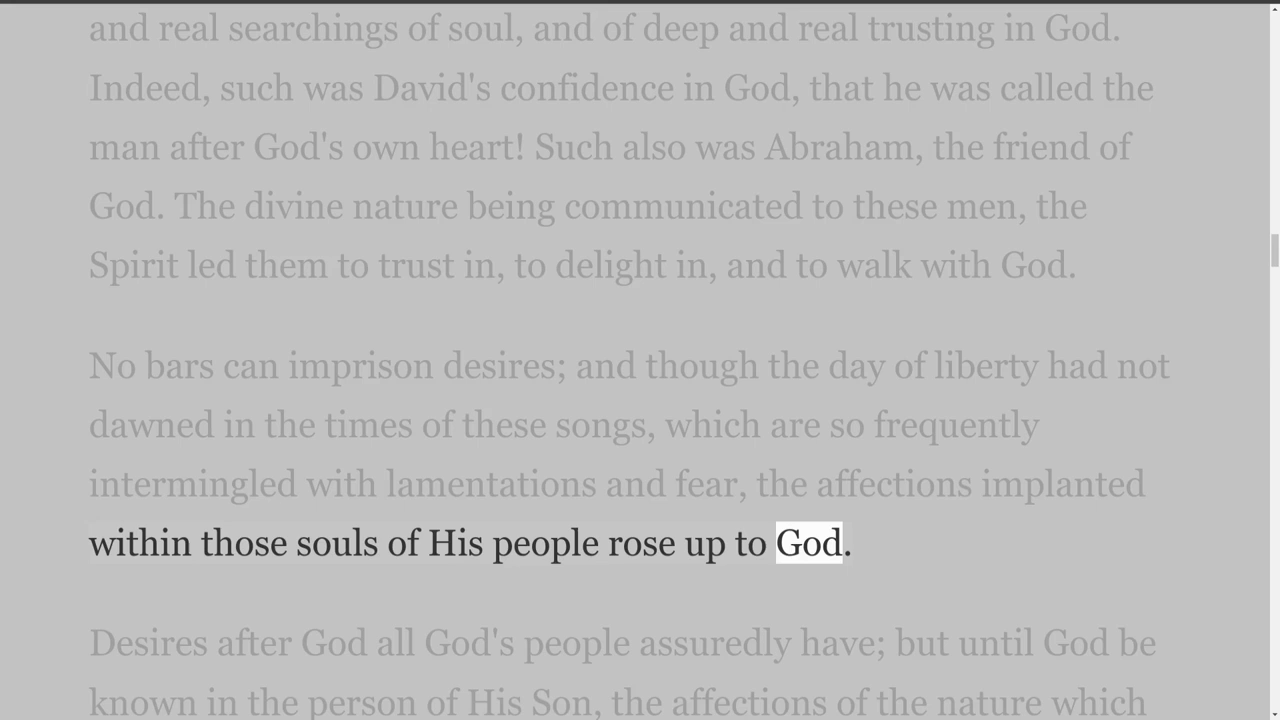 and real searchings of soul, and of deep and real trusting in God.
Indeed, such was David's confidence in God, that he was called the
man after God's own heart! Such also was Abraham, the friend of
God. The divine nature being communicated to these men, the
Spirit led them to trust in, to delight in, and to walk with God.
No bars can imprison desires; and though the day of liberty had not
dawned in the times of these songs, which are so frequently
intermingled with lamentations and fear, the affections implanted
within those souls of His people rose up to God.
Desires after God all God's people assuredly have; but until God be
known in the person of His Son, the affections of the nature which